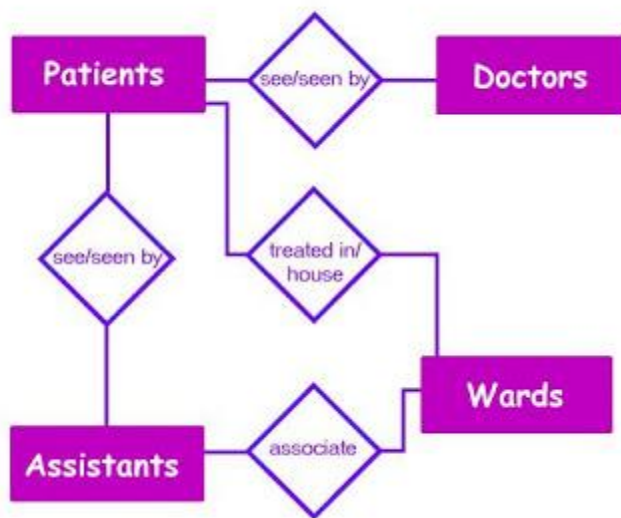 Patients
see/seen by
Doctors
see/seen by
treated in/
house
Wards
associate
Assistants